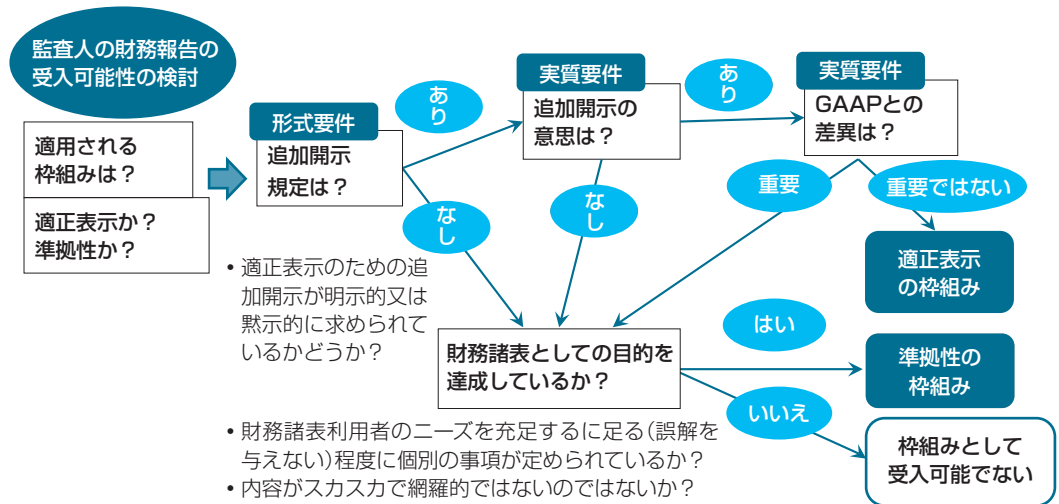 監査人の財務報告の
受入可能性の検討
適用される
枠組みは？
適正表示か？
準拠性か？
形式要件
追加開示
規定は？
あり
なし
実質要件
追加開示の
意思は？
あり
なし
実質要件
GAAPとの
差異は？
重要
重要ではない
適正表示
の枠組み
• 適正表示のための追
加開示が明示的又は
黙示的に求められて
いるかどうか？
財務諸表としての目的を
達成しているか？
はい
準拠性の
枠組み
いいえ
枠組みとして
受入可能でない
• 財務諸表利用者のニーズを充足するに足る（誤解を
与えない）程度に個別の事項が定められているか？
• 内容がスカスカで網羅的ではないのではないか？